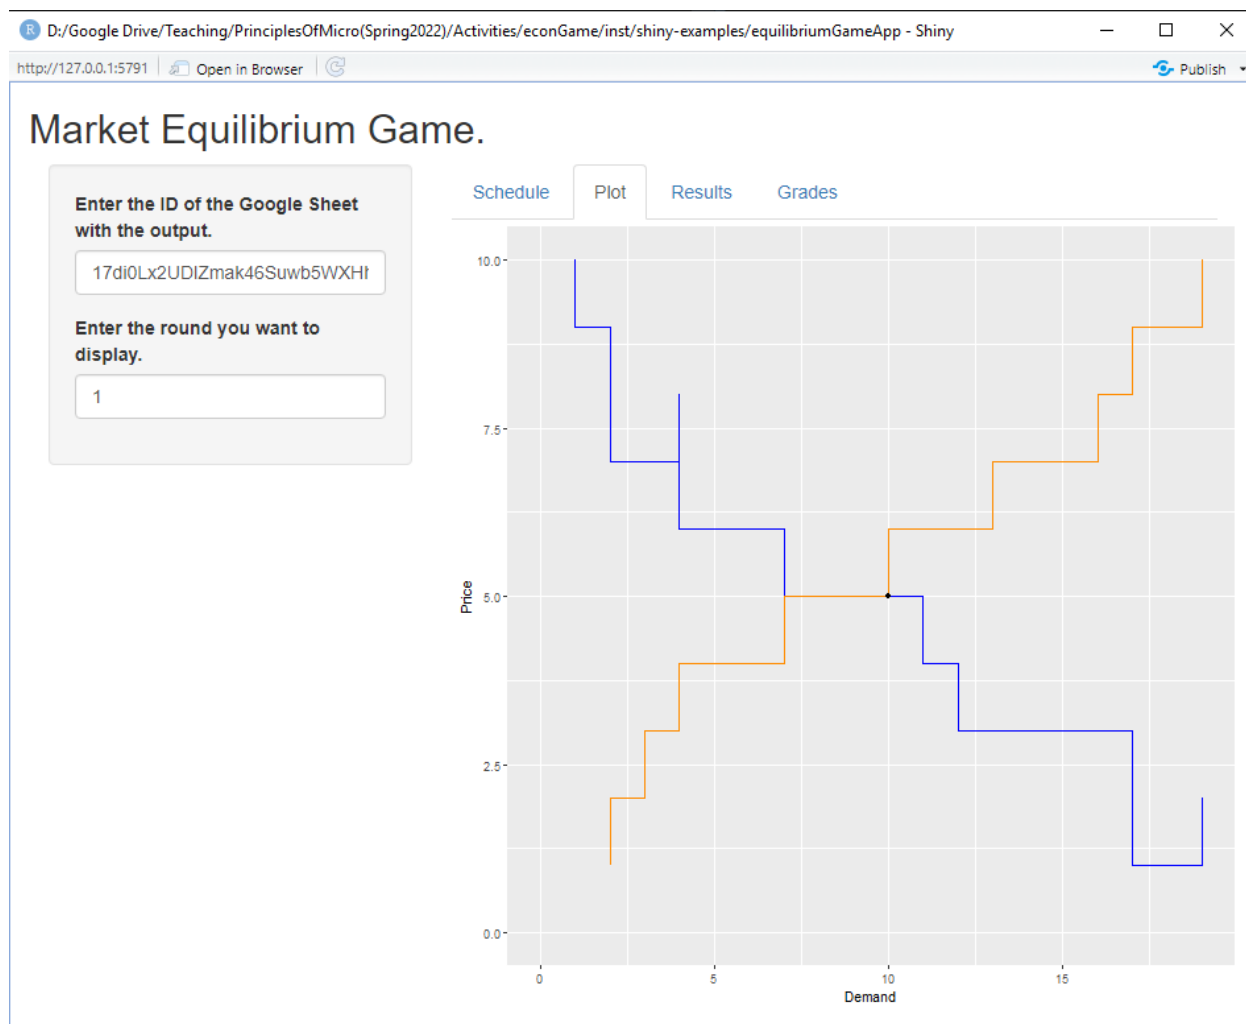 R D:/Google Drive/Teaching/PrinciplesOfMicro(Spring2022)/Activities/econGame/inst/shiny-examples/equilibriumGameApp - Shiny
http://127.0.0.1:5791 Open in Browser Publish
Market Equilibrium Game.
Enter the ID of the Google Sheet
with the output.
Enter the round you want to
display.
1
Schedule Plot Results Grades
10.0
7.5
5.0
2.5
0.0
Price
0 5 10 15
Demand